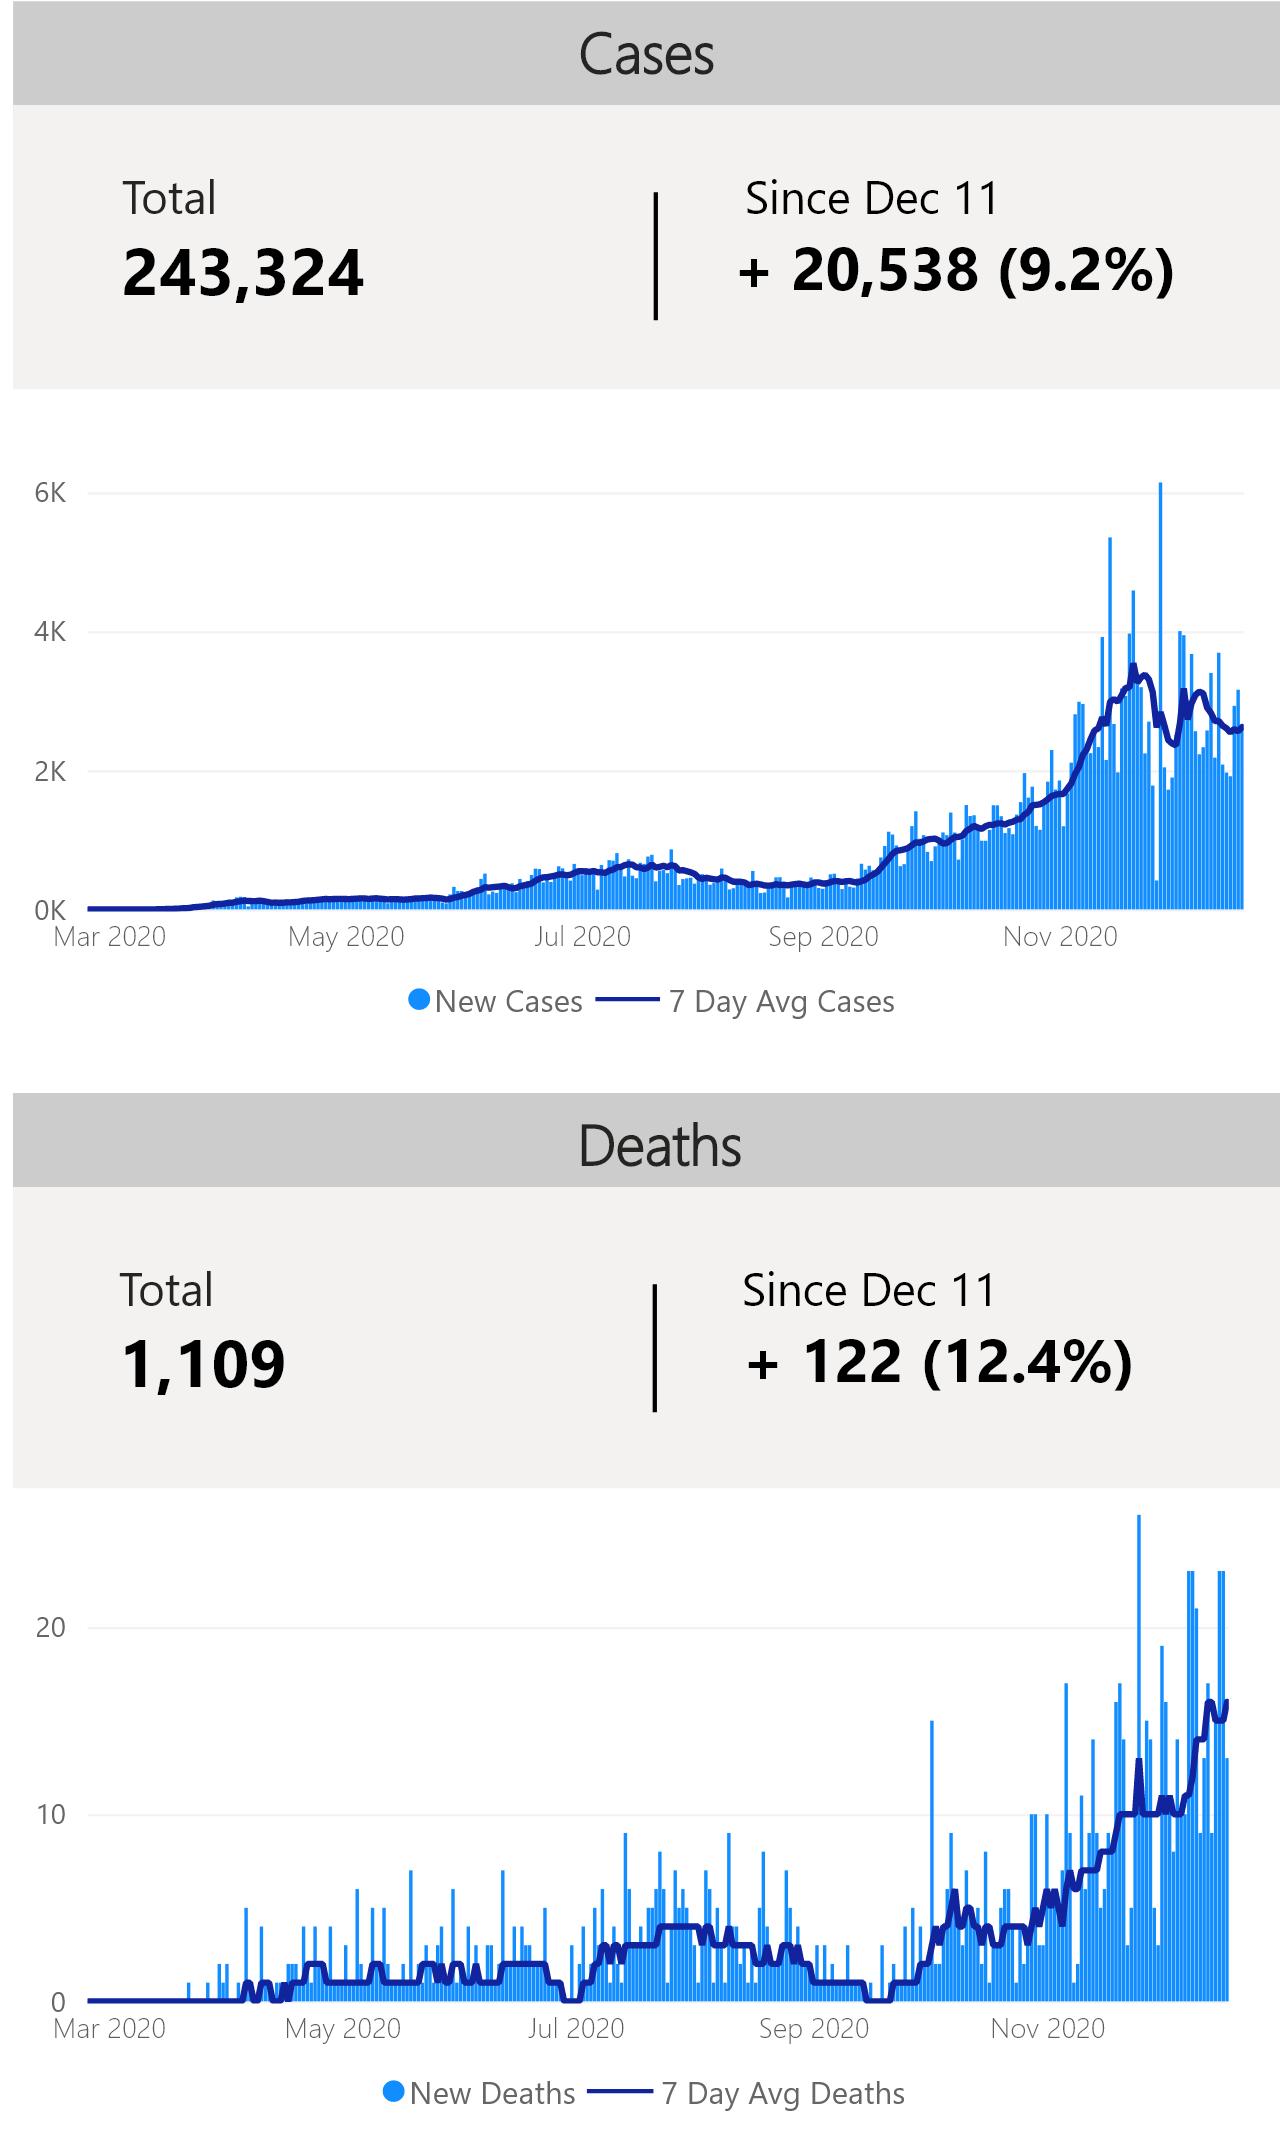 Cases
Total
Since Dec 11
243,324
+ 20,538 (9.2%)
6K
4K
2K
0K
Mar 2020 May 2020 Jul 2020 Sep 2020 Nov 2020
New Cases 7 Day Avg Cases
Deaths
Total
Since Dec 11
1,109
+ 122 (12.4%)
20
10
0
Mar 2020 May 2020 Jul 2020 Sep 2020 Nov 2020
New Deaths 7 Day Avg Deaths